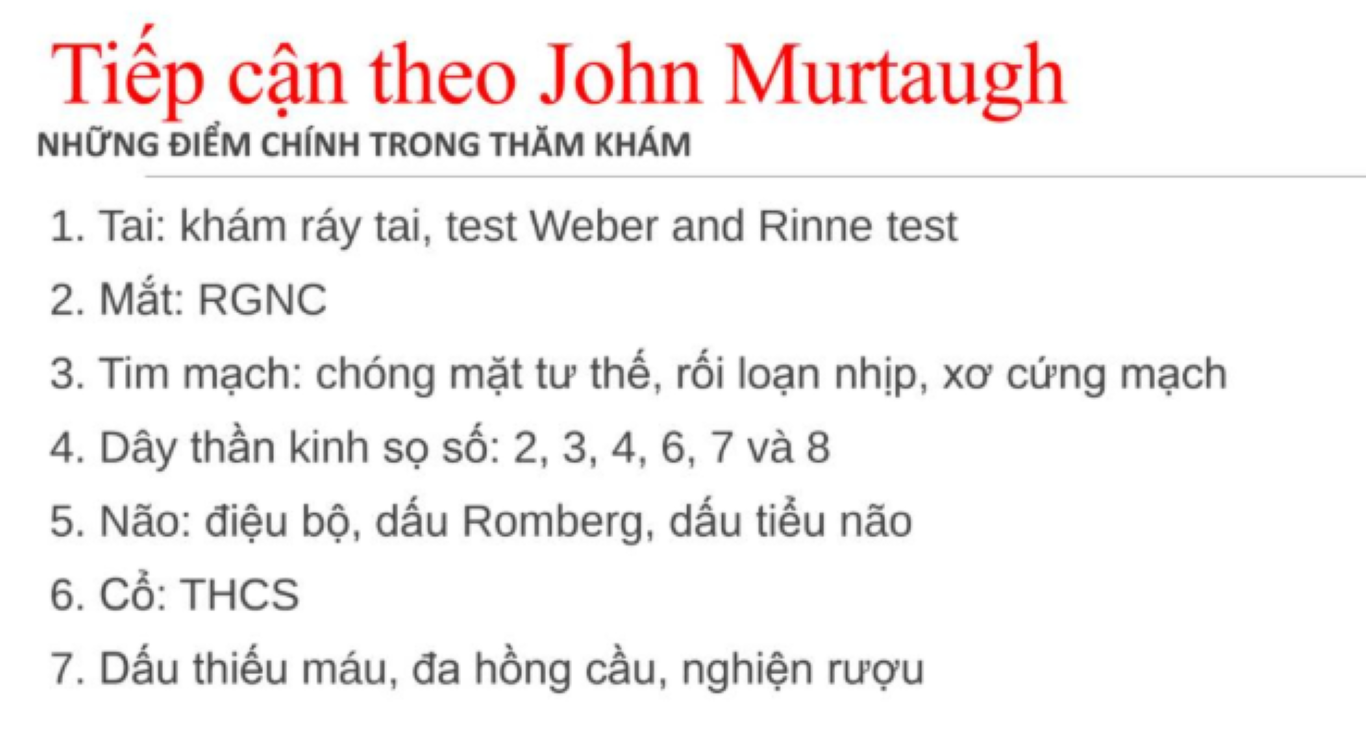 Tiếp cận theo John Murtaugh
NHỮNG ĐIỂM CHÍNH TRONG THĂM KHÁM
1. Tai: khám ráy tai, test Weber and Rinne test
2. Mắt: RGNC
3. Tim mạch: chóng mặt tư thế, rối loạn nhịp, xơ cứng mạch
4. Dây thần kinh sọ số: 2, 3, 4, 6, 7 và 8
5. Não: điệu bộ, dấu Romberg, dấu tiểu não
6. Cổ: THCS
7. Dấu thiếu máu, đa hồng cầu, nghiện rượu